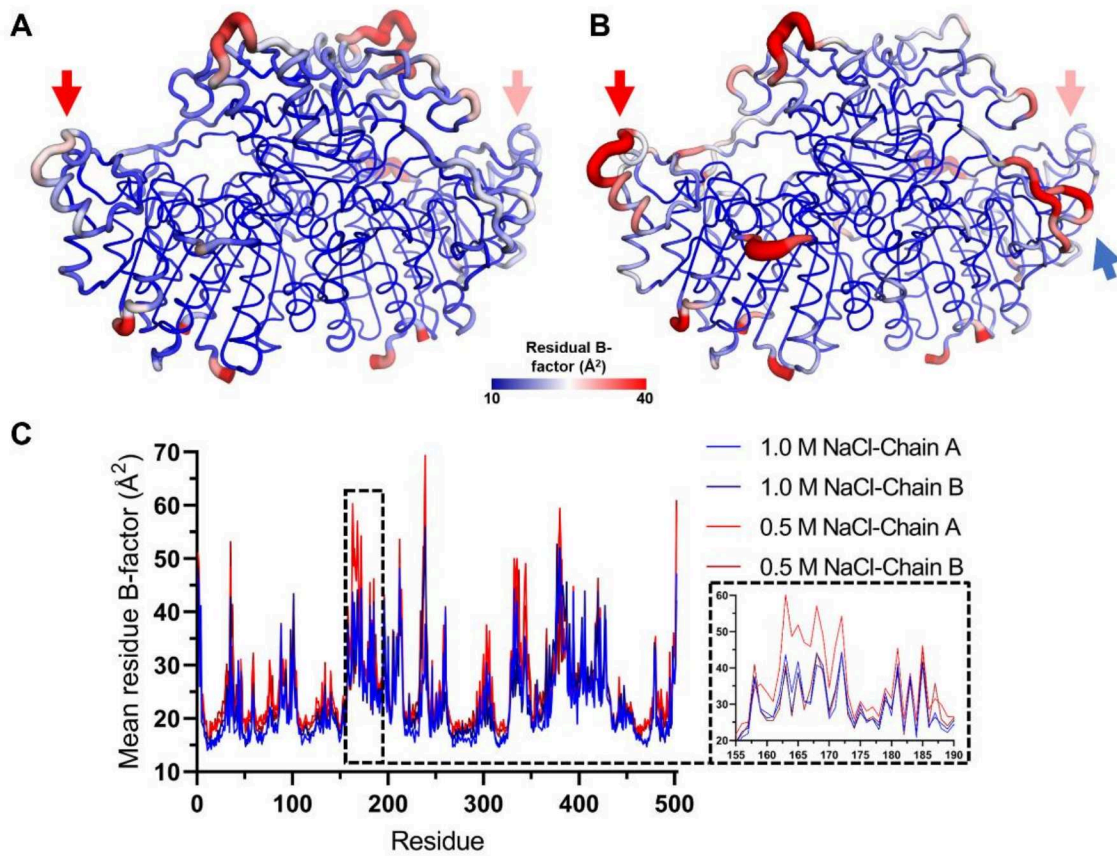 A
B
Residual B-
factor (Å²)
10
40
C
Mean residue B-factor (Å²)
70
60
50
40
30
20
10
0
100
200
300
400
500
Residue
1.0 M NaCl-Chain A
1.0 M NaCl-Chain B
0.5 M NaCl-Chain A
0.5 M NaCl-Chain B
60
50
40
30
20
155
160
165
170
175
180
185
190